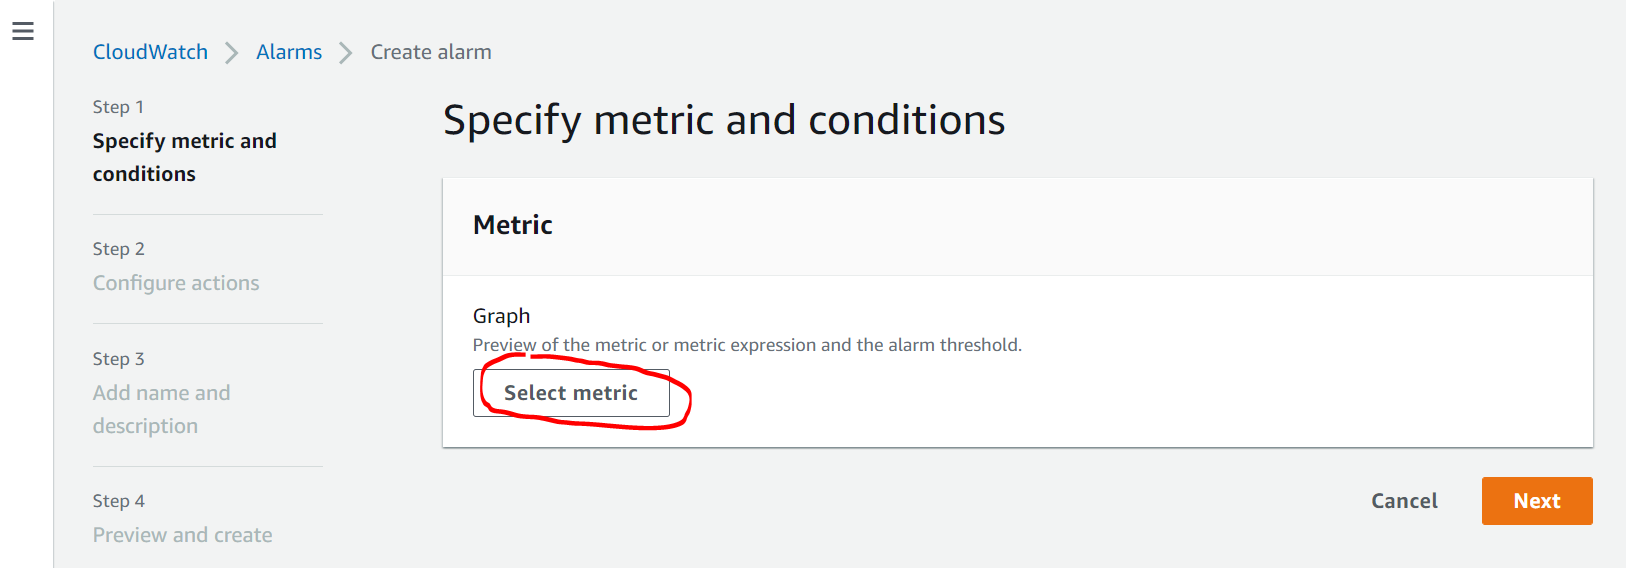 CloudWatch > Alarms > Create alarm
Step 1
Specify metric and
conditions
Step 2
Configure actions
Step 3
Add name and
description
Step 4
Preview and create
Specify metric and conditions
Metric
Graph
Preview of the metric or metric expression and the alarm threshold.
Select metric
Cancel
Next